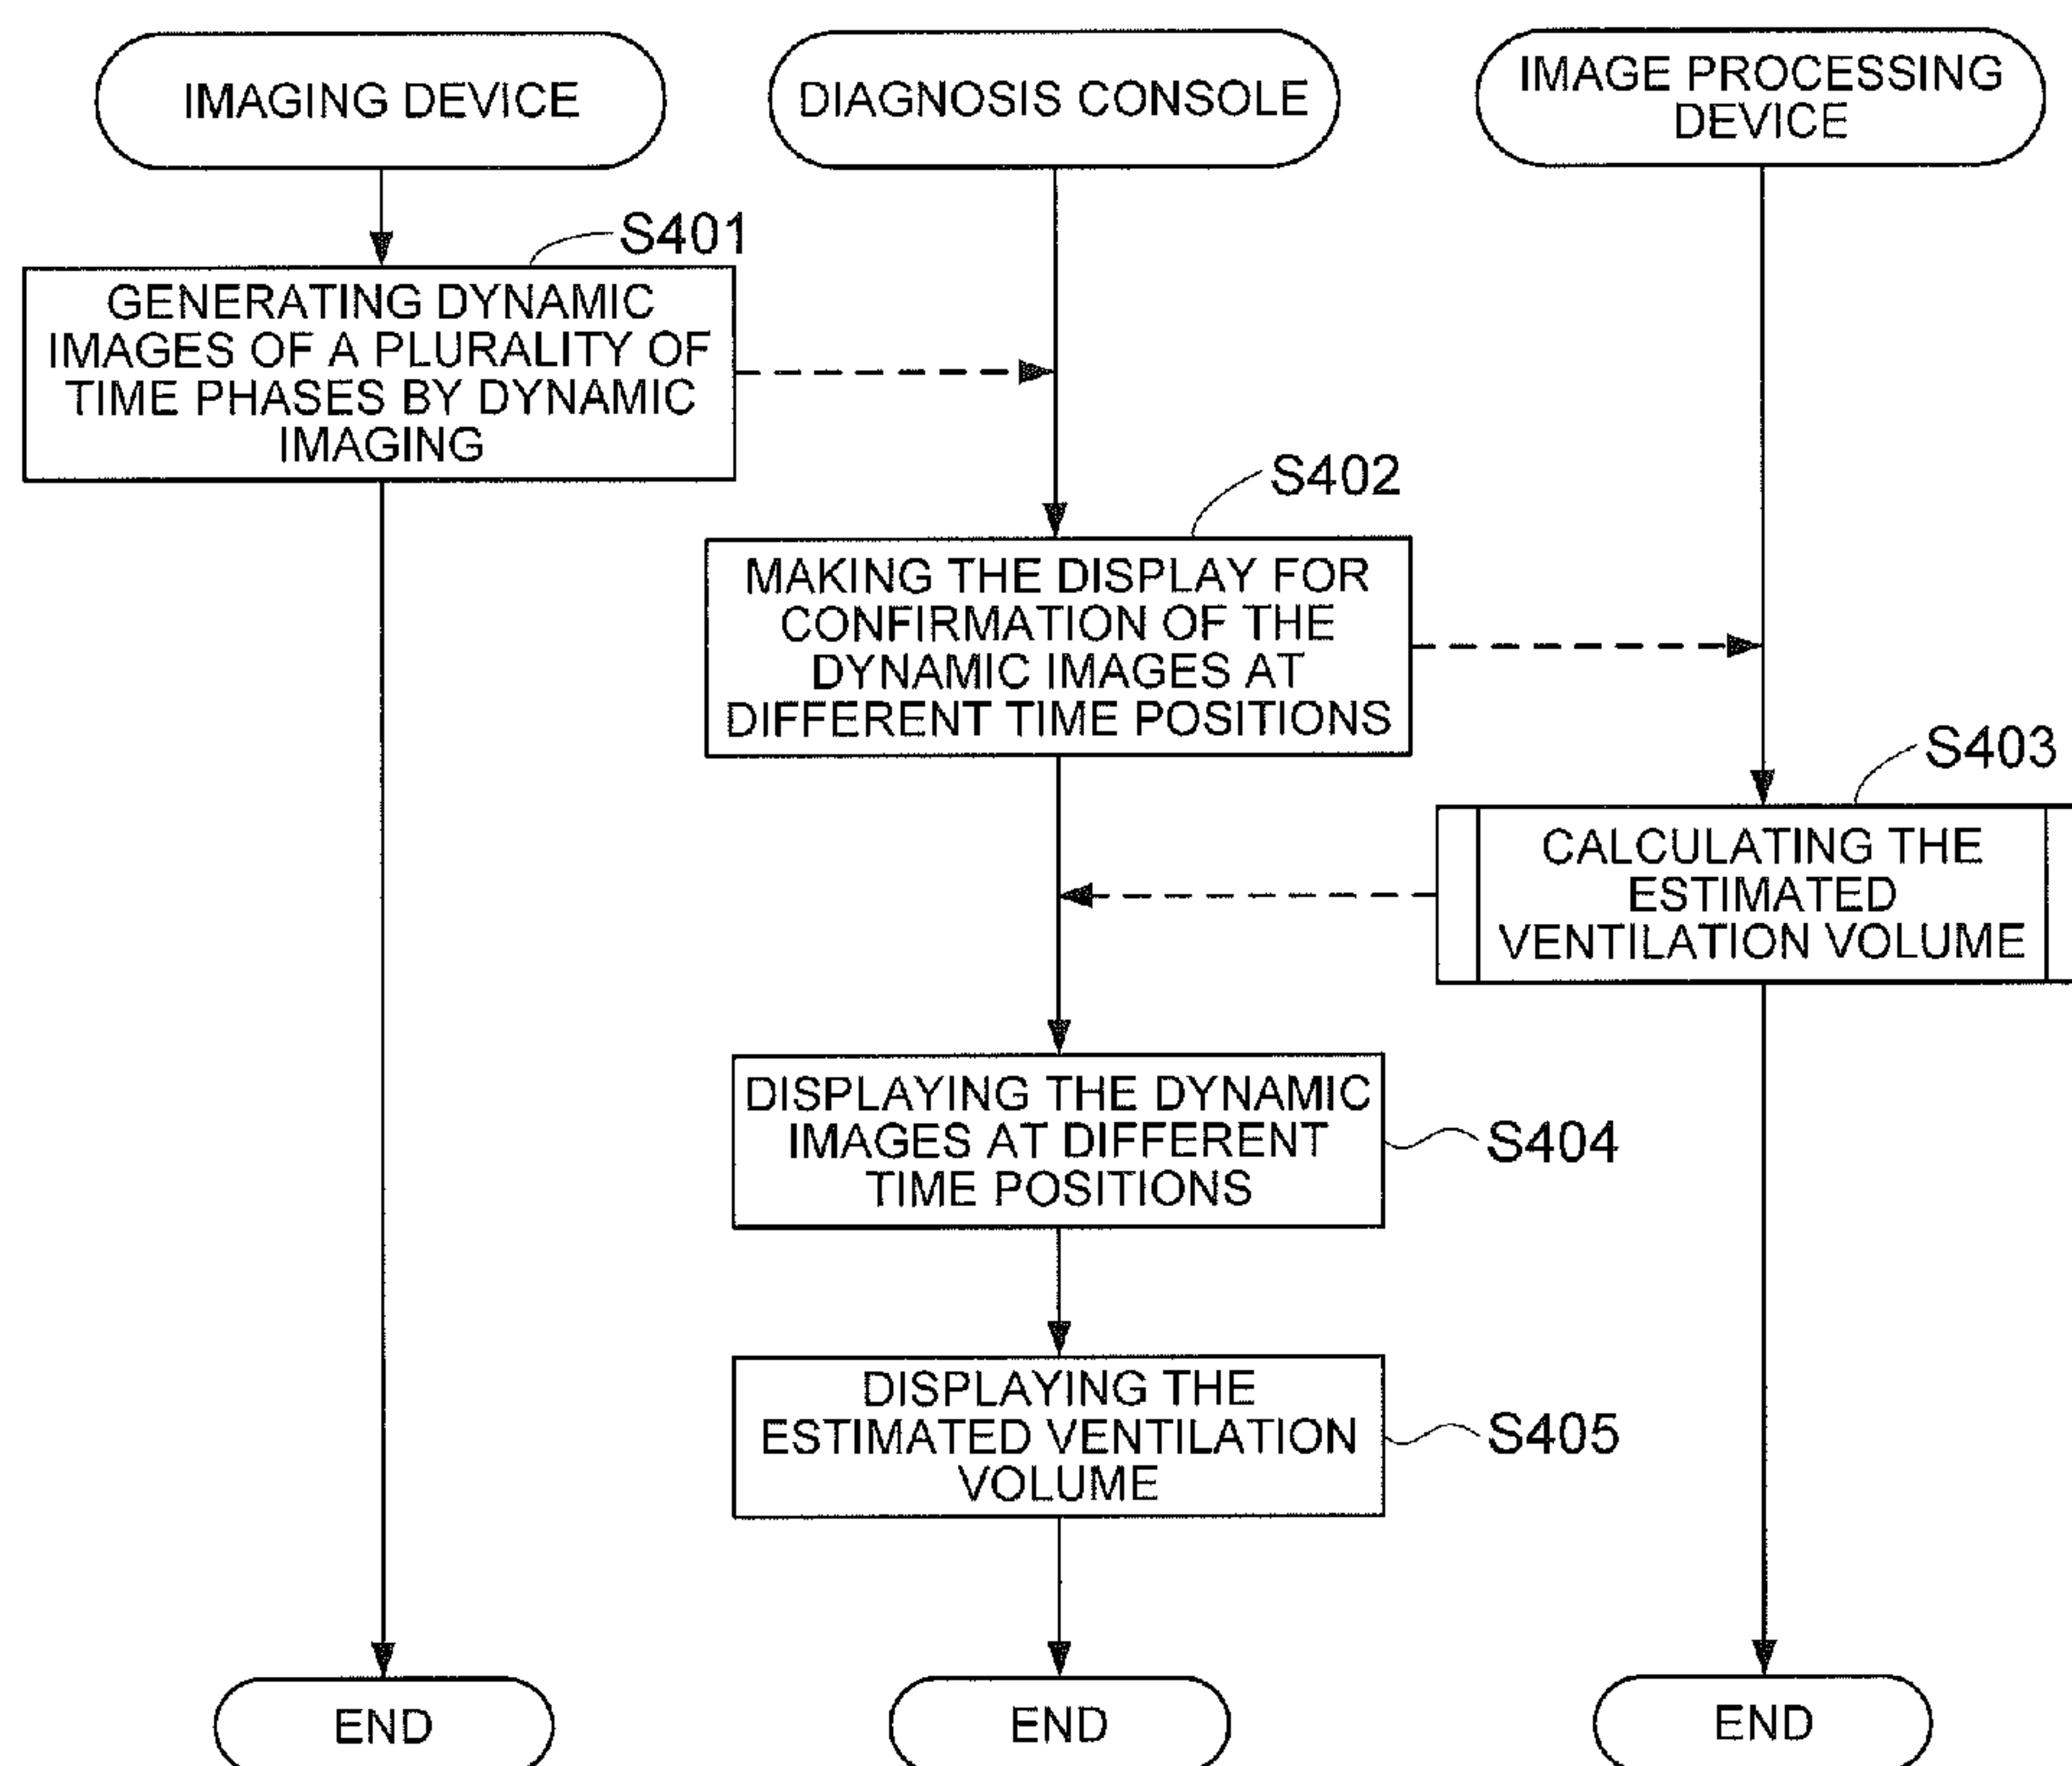 IMAGING DEVICE
DIAGNOSIS CONSOLE
IMAGE PROCESSING
DEVICE
S401
GENERATING DYNAMIC
IMAGES OF A PLURALITY OF
TIME PHASES BY DYNAMIC
IMAGING
S402
MAKING THE DISPLAY FOR
CONFIRMATION OF THE
DYNAMIC IMAGES AT
DIFFERENT TIME POSITIONS
S403
CALCULATING THE
ESTIMATED
VENTILATION VOLUME
DISPLAYING THE DYNAMIC
IMAGES AT DIFFERENT
TIME POSITIONS
S404
DISPLAYING THE
ESTIMATED VENTILATION
VOLUME
S405
END
END
END